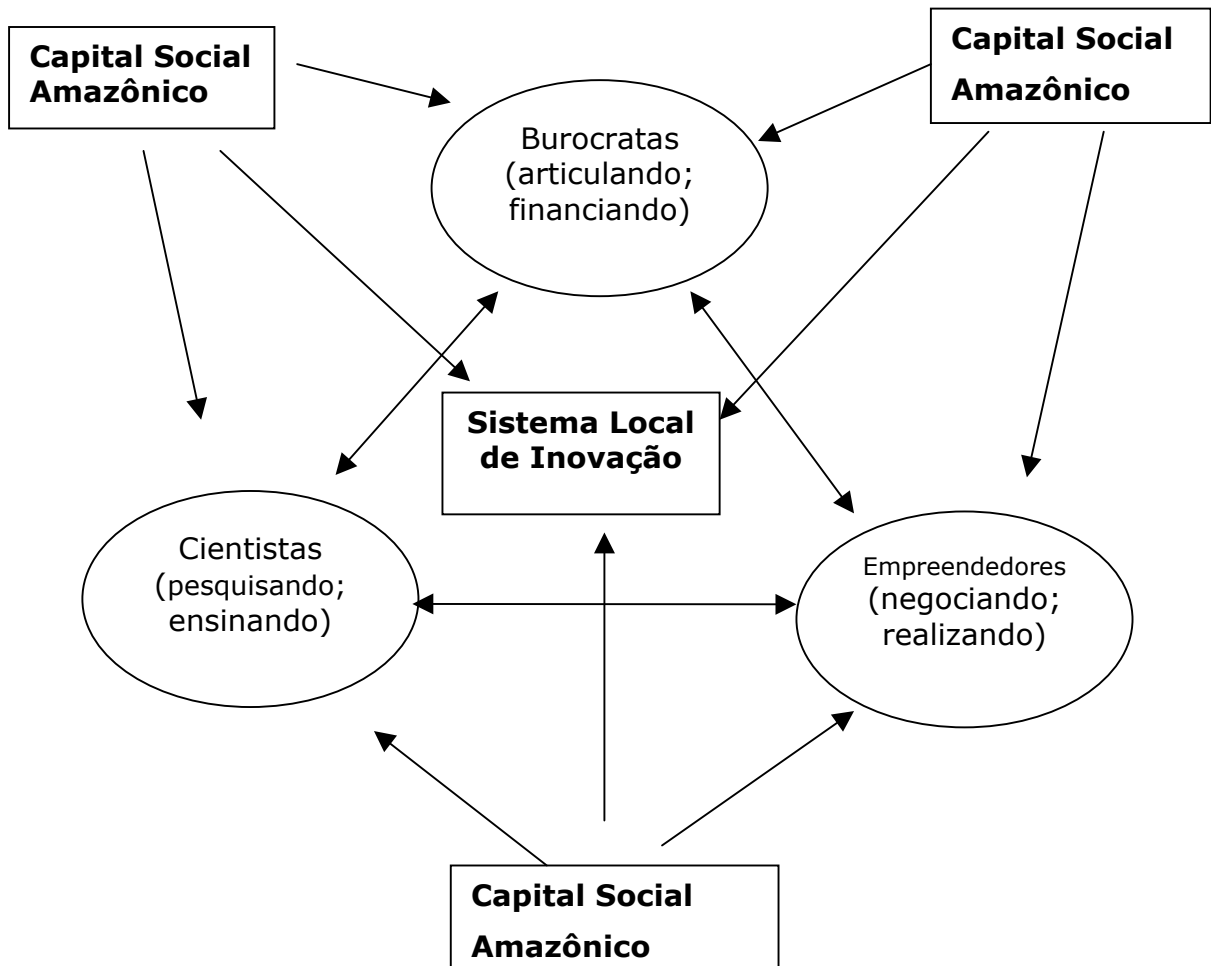 Capital Social
Amazônico
Capital Social
Amazônico
Burocratas
(articulando;
financiando)
Sistema Local
de Inovação
Cientistas
(pesquisando;
ensinando)
Empreendedores
(negociando;
realizando)
Capital Social
Amazônico